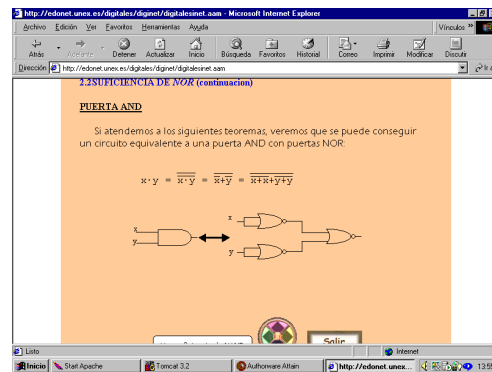 http://edonet.unex.es/digitales/diginet/digitalesinet.aam - Microsoft Internet Explorer
Archivo Edición Ver Favoritos Herramientas Ayuda Vínculos »
Atrás Adelante Detener Actualizar Inicio Búsqueda Favoritos Historial Correo Imprimir Modificar Discutir
Dirección http://edonet.unex.es/digitales/diginet/digitalesinet.aam Ir a
2.2SUFICIENCIA DE NOR (continuacion)
PUERTA AND
Si atendemos a los siguientes teoremas, veremos que se puede conseguir
un circuito equivalente a una puerta AND con puertas NOR:
x·y = x·y = x+y = x+x+y+y
x
x
y
y
Salir
Listo Internet
Inicio Start Apache Tomcat 3.2 Authorware Attain http://edonet.unex... 13:55